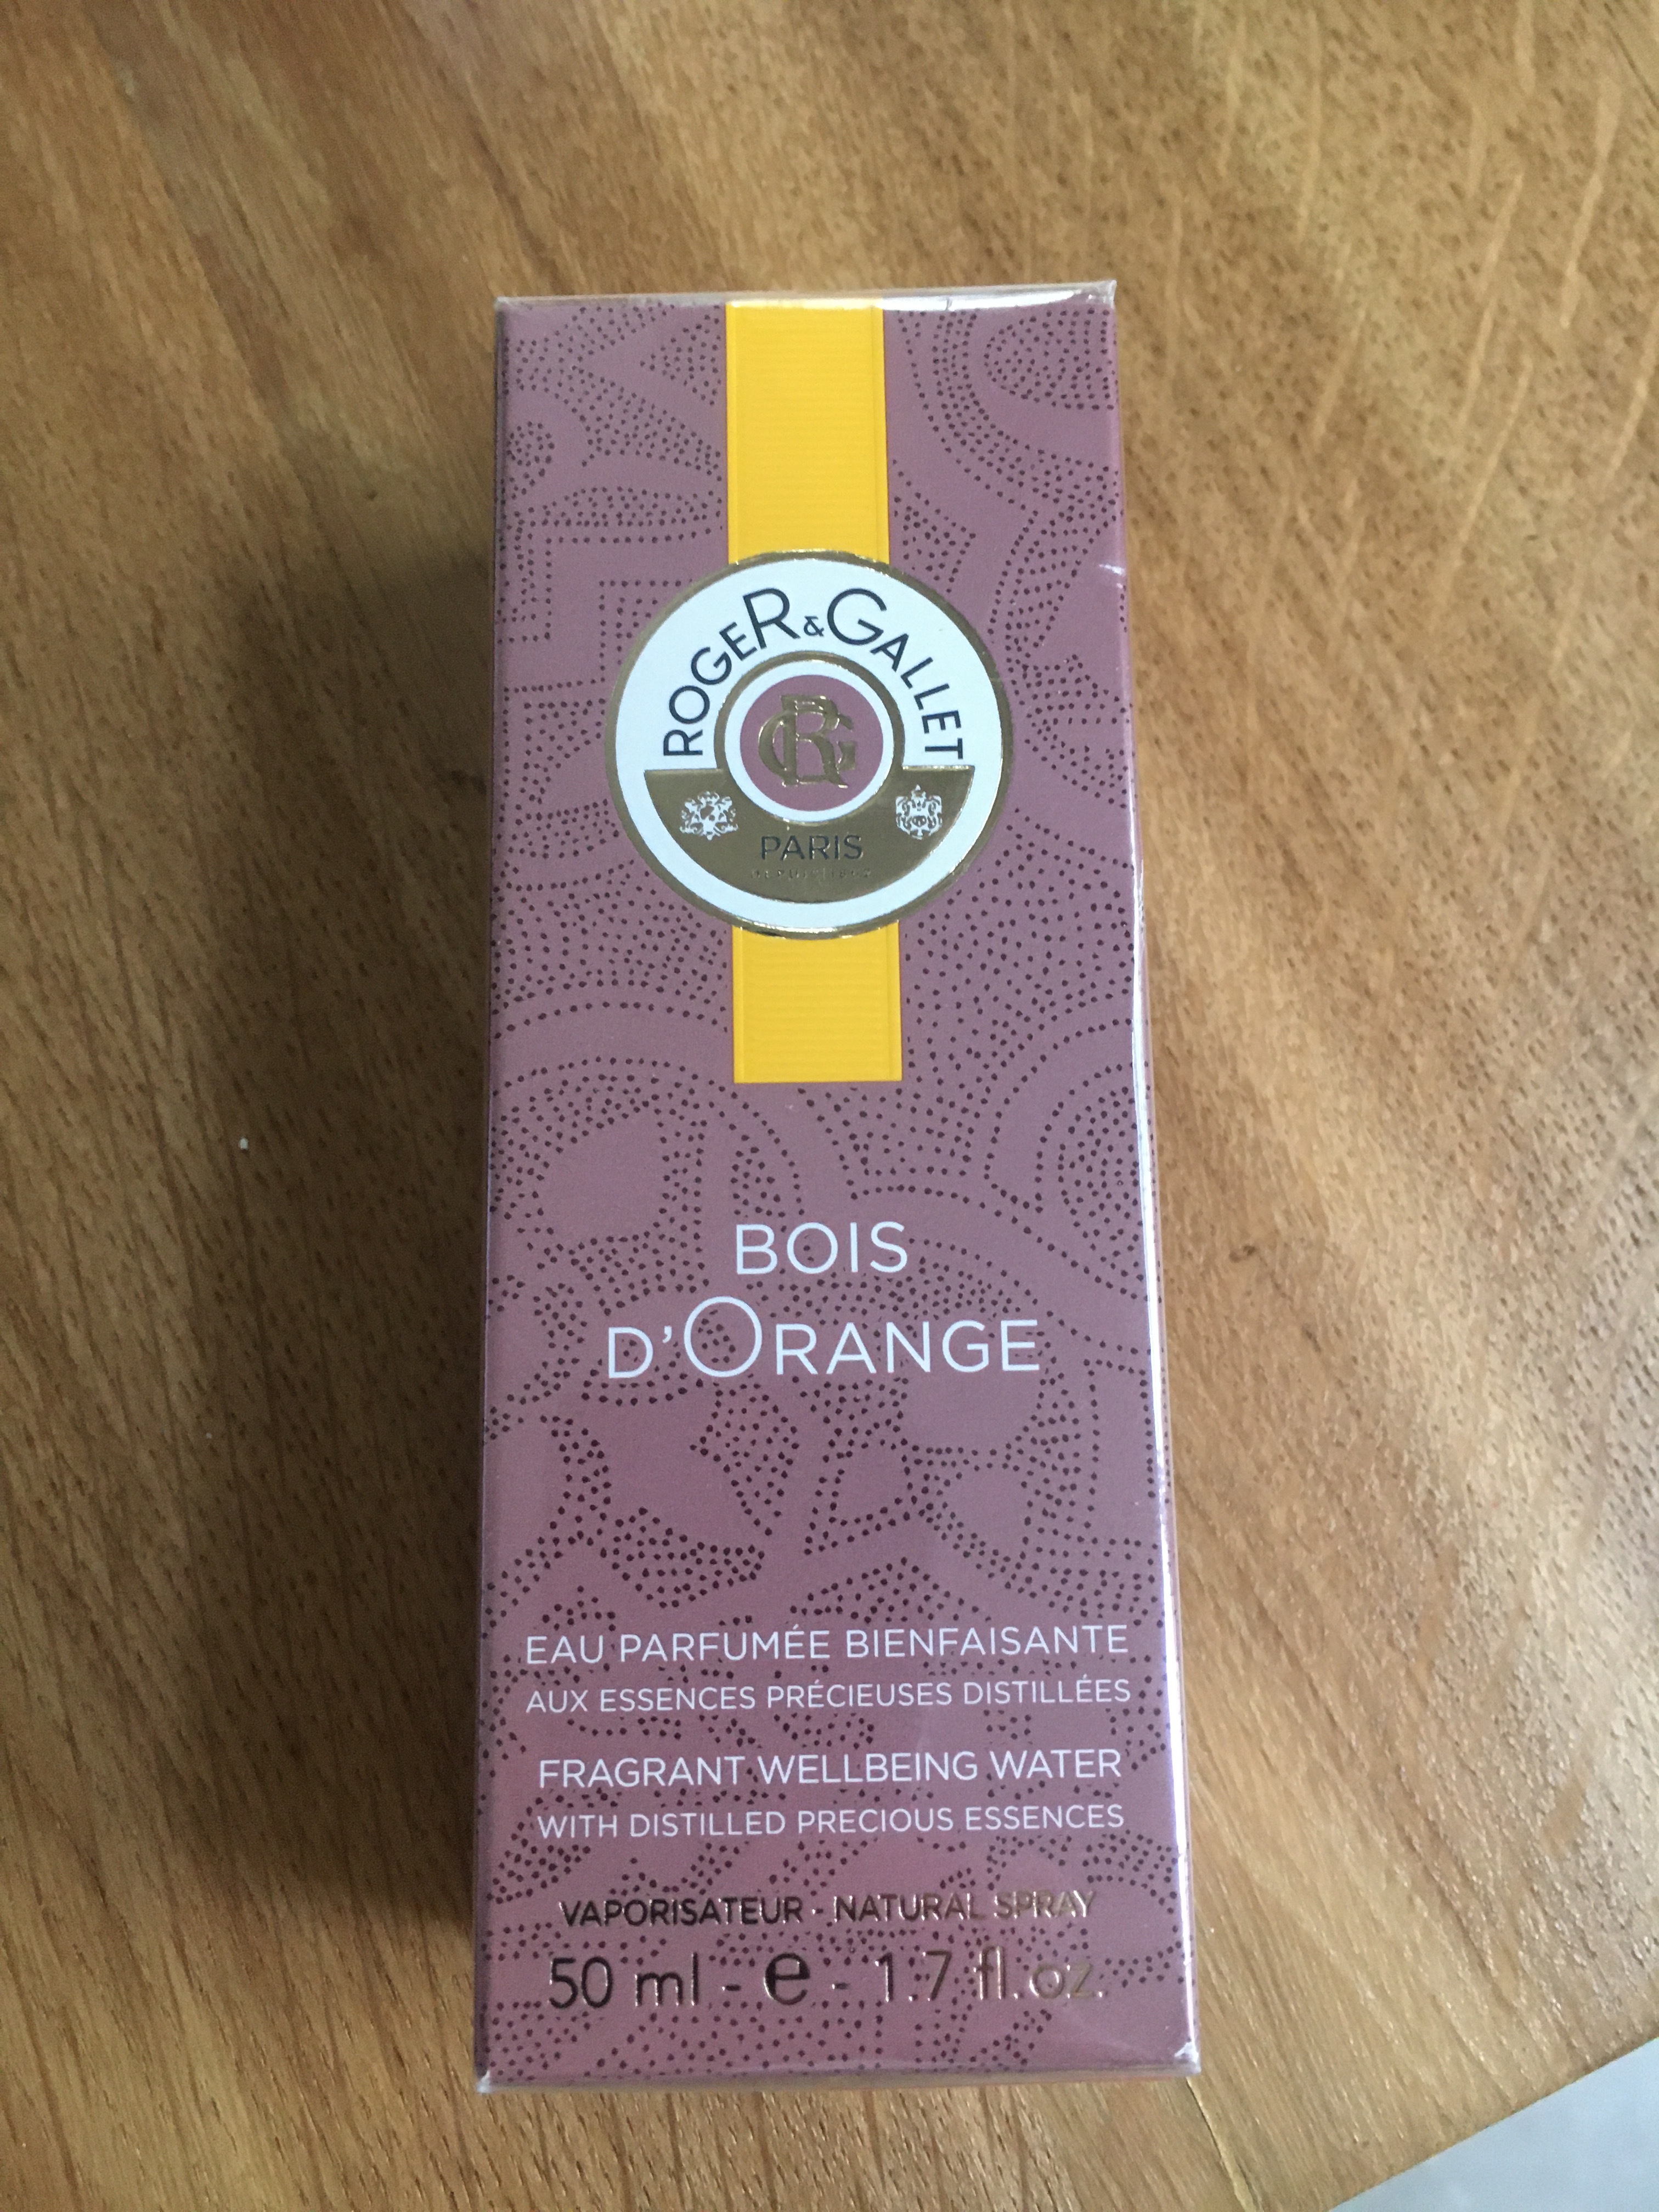 ROGER & GALLET
RG
PARIS
BOIS
D'ORANGE
EAU PARFUMÉE BIENFAISANTE
AUX ESSENCES PRÉCIEUSES DISTILLÉES
FRAGRANT WELLBEING WATER
WITH DISTILLED PRECIOUS ESSENCES
VAPORISATEUR - NATURAL SPRAY
50 ml - e - 1.7 fl.oz.